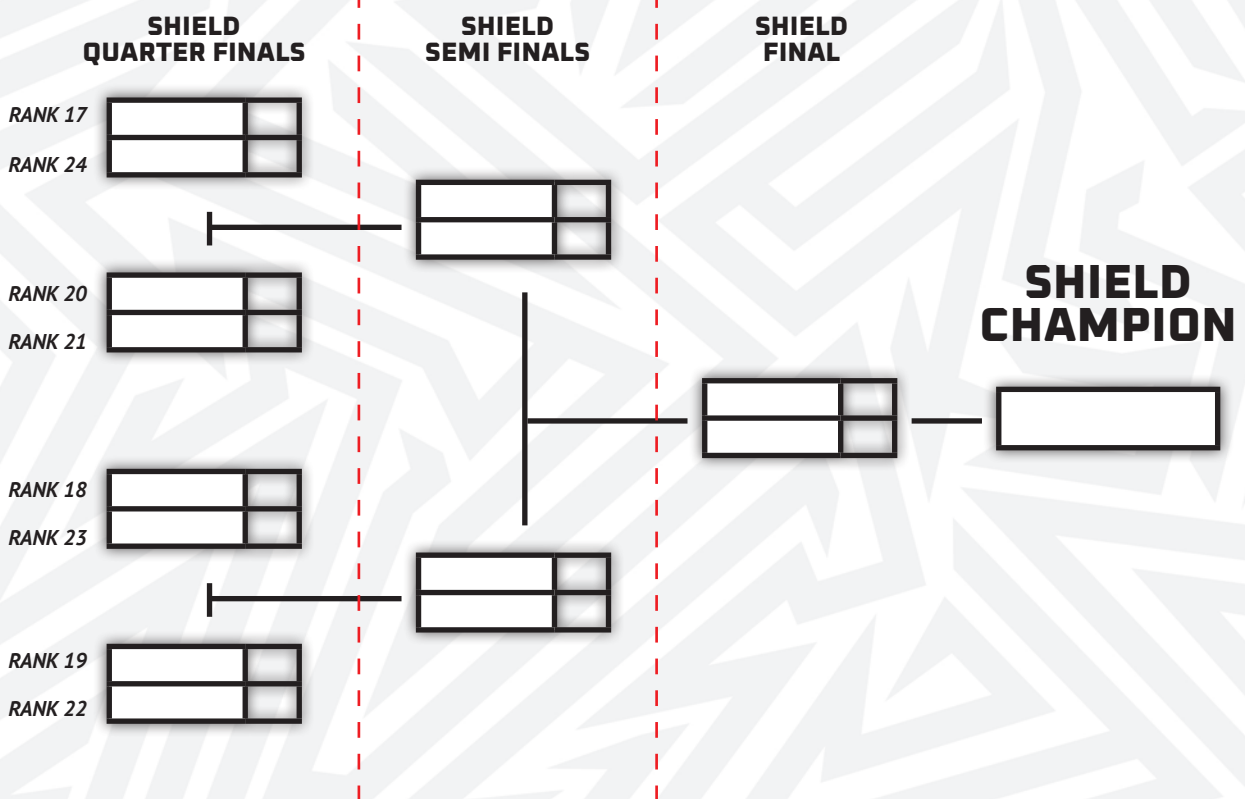 SHIELD
QUARTER FINALS
SHIELD
SEMI FINALS
SHIELD
FINAL
RANK 17
RANK 24
RANK 20
RANK 21
SHIELD
CHAMPION
RANK 18
RANK 23
RANK 19
RANK 22